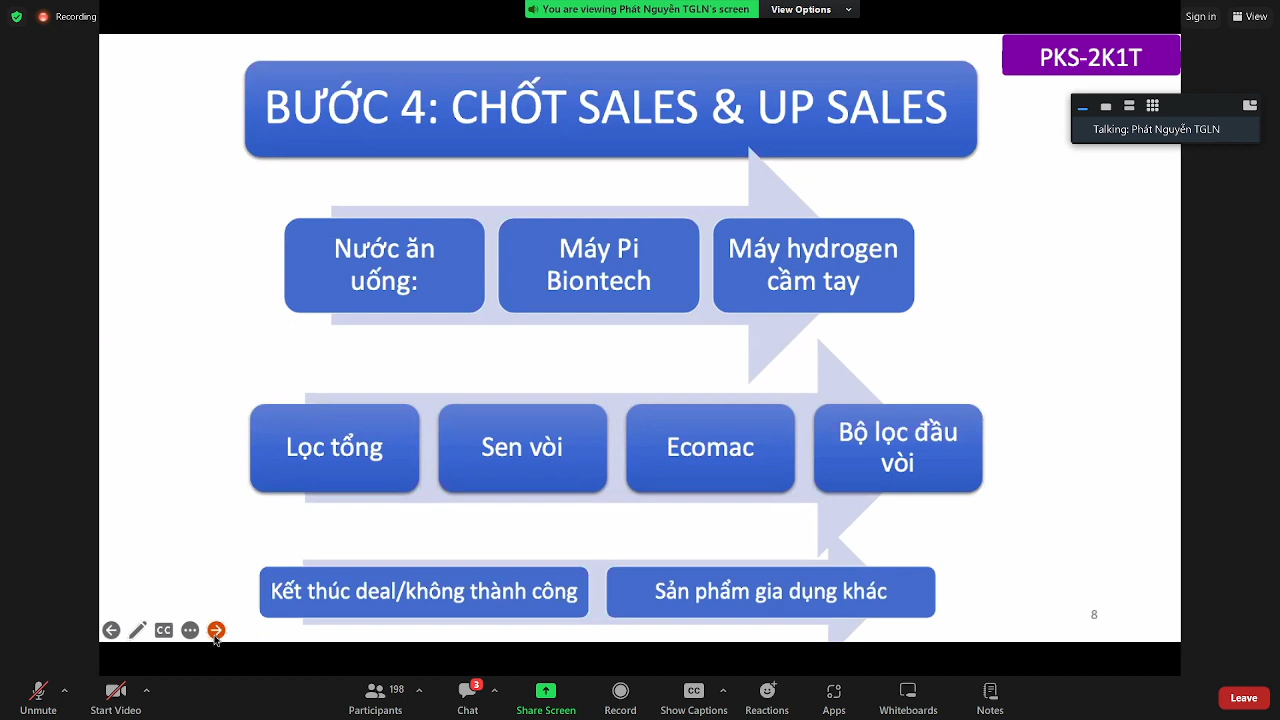 Recording
You are viewing Phát Nguyễn TGLN's screen
View Options
Sign in
View
PKS-2K1T
BƯỚC 4: CHỐT SALES & UP SALES
Talking: Phát Nguyễn TGLN
Nước ăn
uống:
Máy Pi
Biontech
Máy hydrogen
cầm tay
Lọc tổng
Sen vòi
Ecomac
Bộ lọc đầu
vòi
Kết thúc deal/không thành công
Sản phẩm gia dụng khác
8
CC
Unmute
Start Video
198
Participants
3
Chat
Share Screen
Record
CC
Show Captions
Reactions
Apps
Whiteboards
Notes
Leave